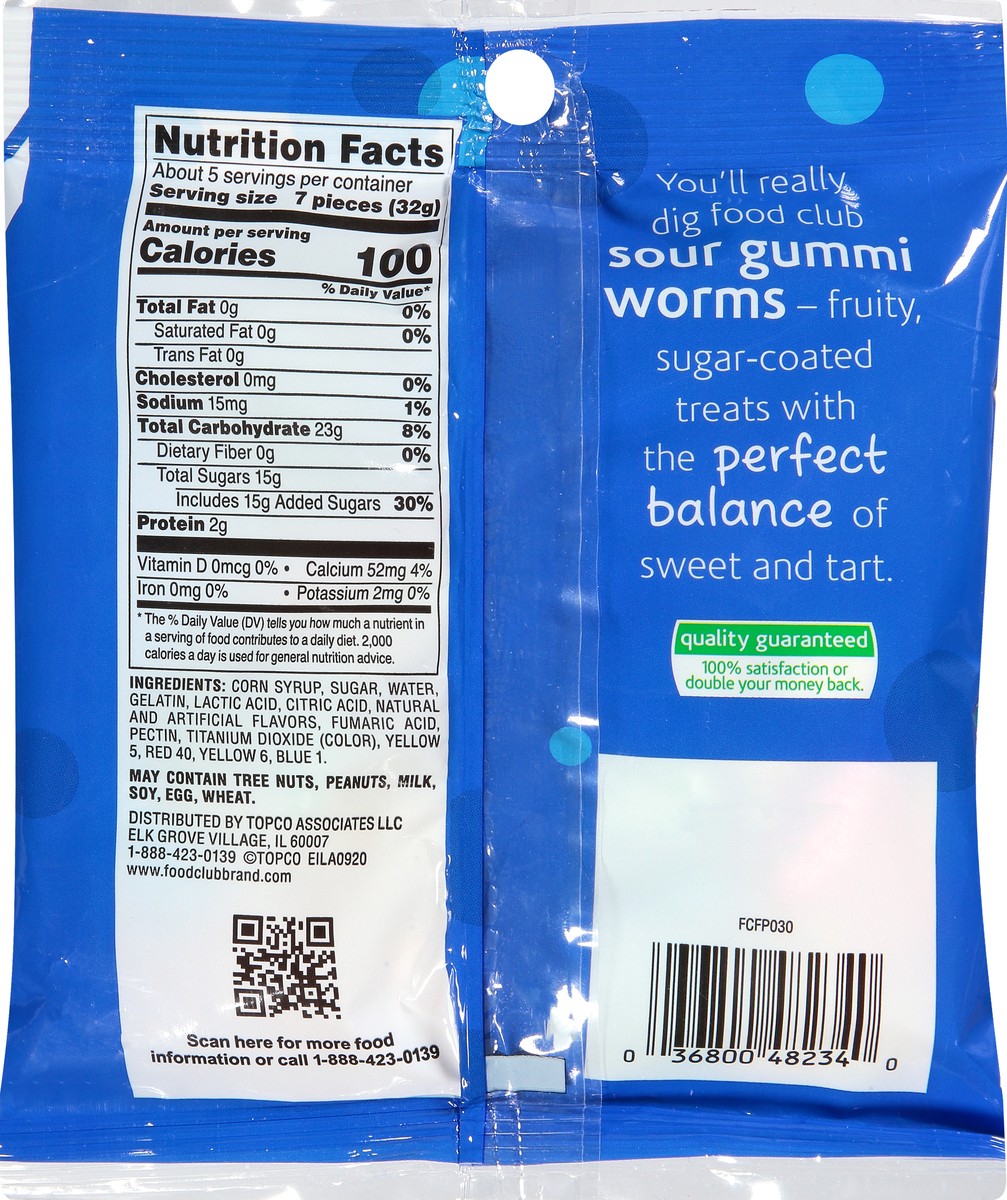 Nutrition Facts
About 5 servings per container
Serving size 7 pieces (32g)
Amount per serving
Calories 100
% Daily Value*
Total Fat 0g 0%
Saturated Fat 0g 0%
Trans Fat 0g
Cholesterol 0mg 0%
Sodium 15mg 1%
Total Carbohydrate 23g 8%
Dietary Fiber 0g 0%
Total Sugars 15g
Includes 15g Added Sugars 30%
Protein 2g
Vitamin D 0mcg 0% • Calcium 52mg 4%
Iron 0mg 0% • Potassium 2mg 0%
* The % Daily Value (DV) tells you how much a nutrient in
a serving of food contributes to a daily diet. 2,000
calories a day is used for general nutrition advice.
INGREDIENTS: CORN SYRUP, SUGAR, WATER,
GELATIN, LACTIC ACID, CITRIC ACID, NATURAL
AND ARTIFICIAL FLAVORS, FUMARIC ACID,
PECTIN, TITANIUM DIOXIDE (COLOR), YELLOW
5, RED 40, YELLOW 6, BLUE 1.
MAY CONTAIN TREE NUTS, PEANUTS, MILK,
SOY, EGG, WHEAT.
DISTRIBUTED BY TOPCO ASSOCIATES LLC
ELK GROVE VILLAGE, IL 60007
1-888-423-0139 ©TOPCO EILA0920
www.foodclubbrand.com
Scan here for more food
information or call 1-888-423-0139
You'll really
dig food club
sour gummi
worms – fruity,
sugar-coated
treats with
the perfect
balance of
sweet and tart.
quality guaranteed
100% satisfaction or
double your money back.
FCFP030
0 36800 48234 0